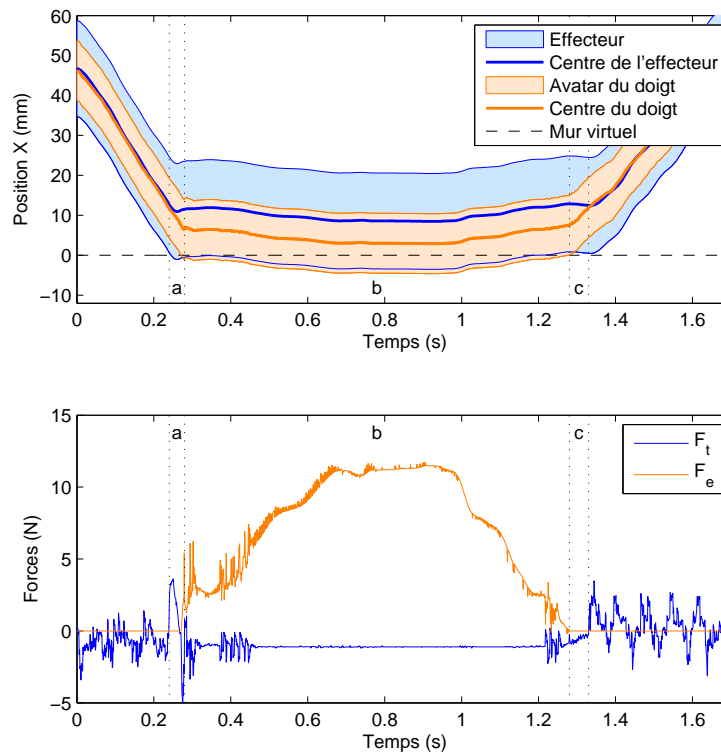 60
50
40
30
20
10
0
−10
Position X (mm)
Effecteur
Centre de l'effecteur
Avatar du doigt
Centre du doigt
Mur virtuel
a
b
c
0
0.2
0.4
0.6
0.8
1
1.2
1.4
1.6
Temps (s)
15
10
5
0
−5
Forces (N)
a
b
c
F_t
F_e
0
0.2
0.4
0.6
0.8
1
1.2
1.4
1.6
Temps (s)